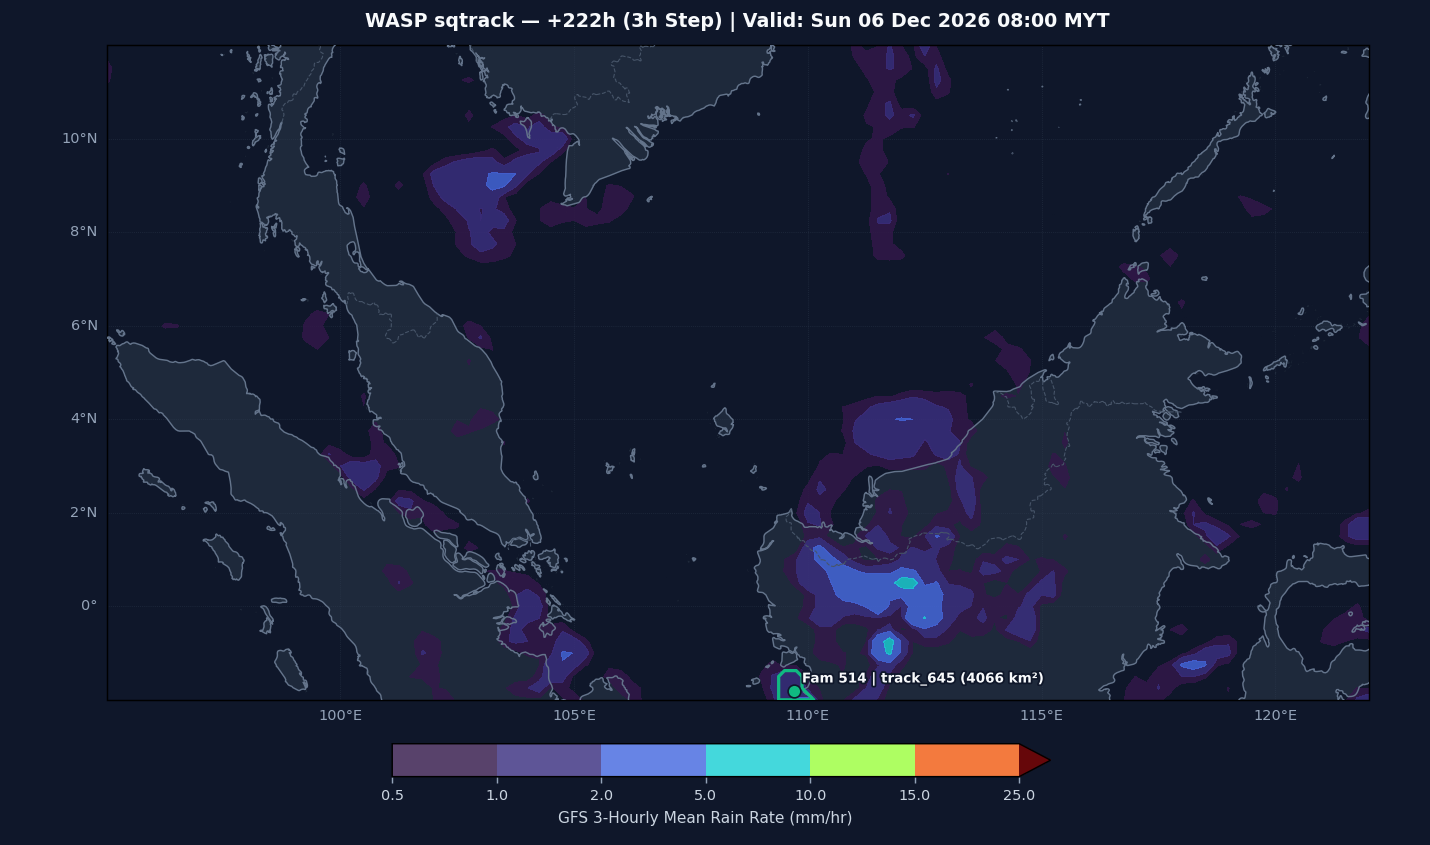 WASP sqtrack — +222h (3h Step) | Valid: Sun 06 Dec 2026 08:00 MYT
10°N
8°N
6°N
4°N
2°N
0°
Fam 514 | track_645 (4066 km²)
100°E
105°E
110°E
115°E
120°E
0.5
1.0
2.0
5.0
10.0
15.0
25.0
GFS 3-Hourly Mean Rain Rate (mm/hr)